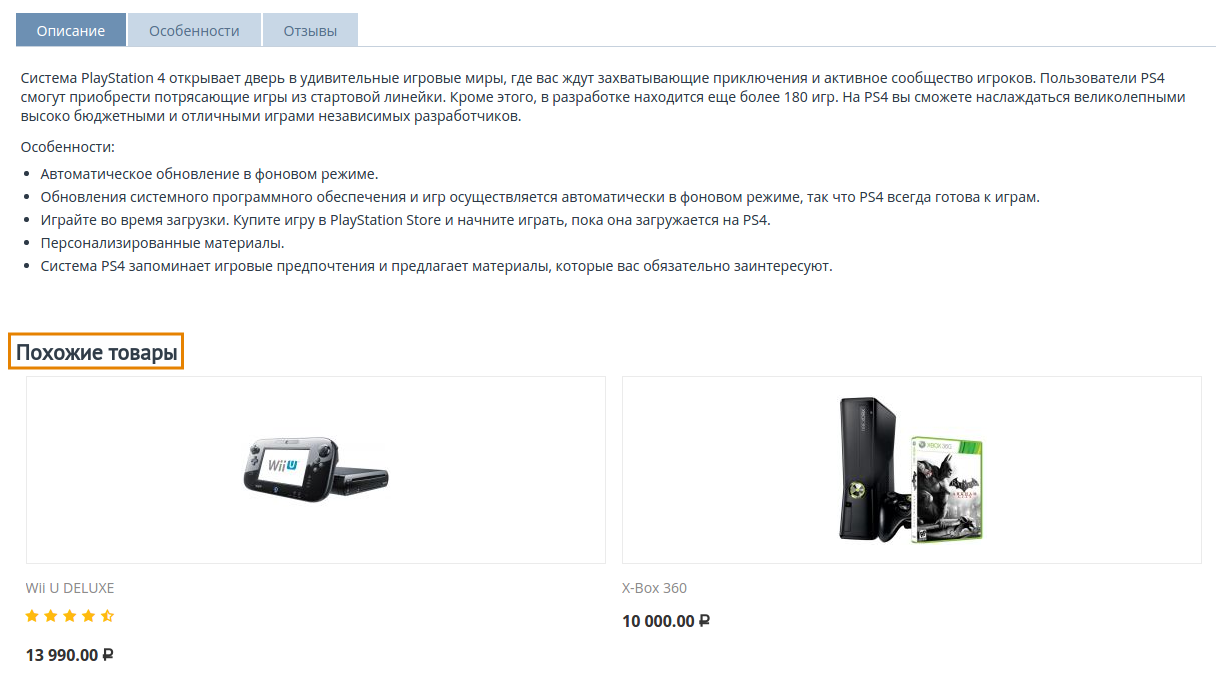 Описание Особенности Отзывы
Система PlayStation 4 открывает дверь в удивительные игровые миры, где вас ждут захватывающие приключения и активное сообщество игроков. Пользователи PS4
смогут приобрести потрясающие игры из стартовой линейки. Кроме этого, в разработке находится еще более 180 игр. На PS4 вы сможете наслаждаться великолепными
высоко бюджетными и отличными играми независимых разработчиков.
Особенности:
Автоматическое обновление в фоновом режиме.
Обновления системного программного обеспечения и игр осуществляется автоматически в фоновом режиме, так что PS4 всегда готова к играм.
Играйте во время загрузки. Купите игру в PlayStation Store и начните играть, пока она загружается на PS4.
Персонализированные материалы.
Система PS4 запоминает игровые предпочтения и предлагает материалы, которые вас обязательно заинтересуют.
Похожие товары
Wii U
XBOX 360
ARKHAM
CITY
Wii U DELUXE
X-Box 360
13 990.00 ₽
10 000.00 ₽